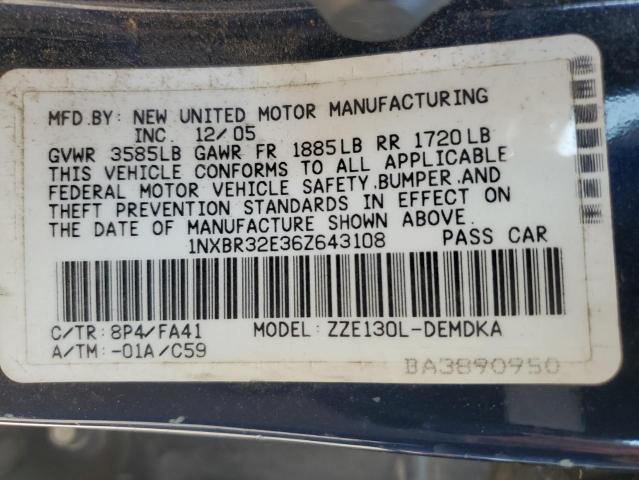 MFD.BY: NEW UNITED MOTOR MANUFACTURING
INC 12/05
GVWR 3585LB GAWR FR 1885LB RR 1720LB
THIS VEHICLE CONFORMS TO ALL APPLICABLE
FEDERAL MOTOR VEHICLE SAFETY,BUMPER,AND
THEFT PREVENTION STANDARDS IN EFFECT ON
THE DATE OF MANUFACTURE SHOWN ABOVE.
1NXBR32E36Z643108 PASS CAR
C/TR: 8P4/FA41 MODEL: ZZE130L-DEMDKA
A/TM: -01A/C59
BA3890950